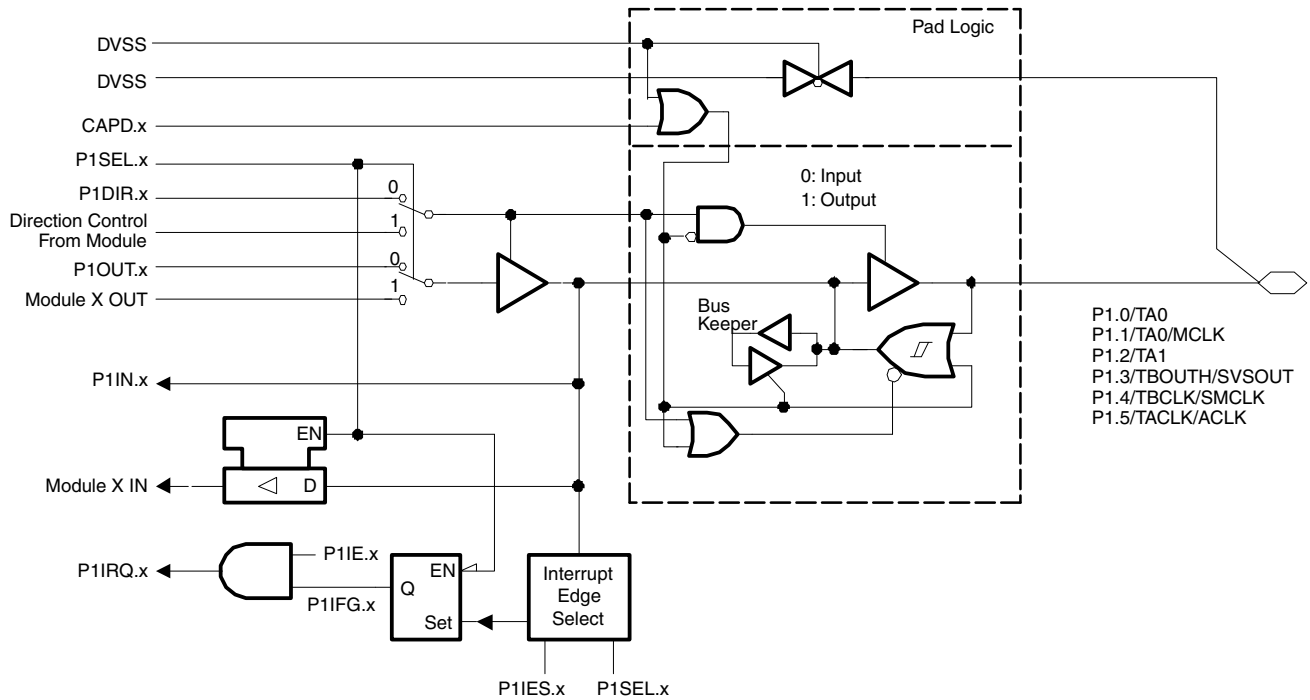 Pad Logic
DVSS
DVSS
CAPD.x
P1SEL.x
P1DIR.x
0
Direction Control
From Module
1
P1OUT.x
0
Module X OUT
1
0: Input
1: Output
Bus
Keeper
P1.0/TA0
P1.1/TA0/MCLK
P1.2/TA1
P1.3/TBOUTH/SVSOUT
P1.4/TBCLK/SMCLK
P1.5/TACLK/ACLK
P1IN.x
EN
Module X IN
D
P1IRQ.x
P1IE.x
P1IFG.x
EN
Q
Set
Interrupt
Edge
Select
P1IES.x
P1SEL.x